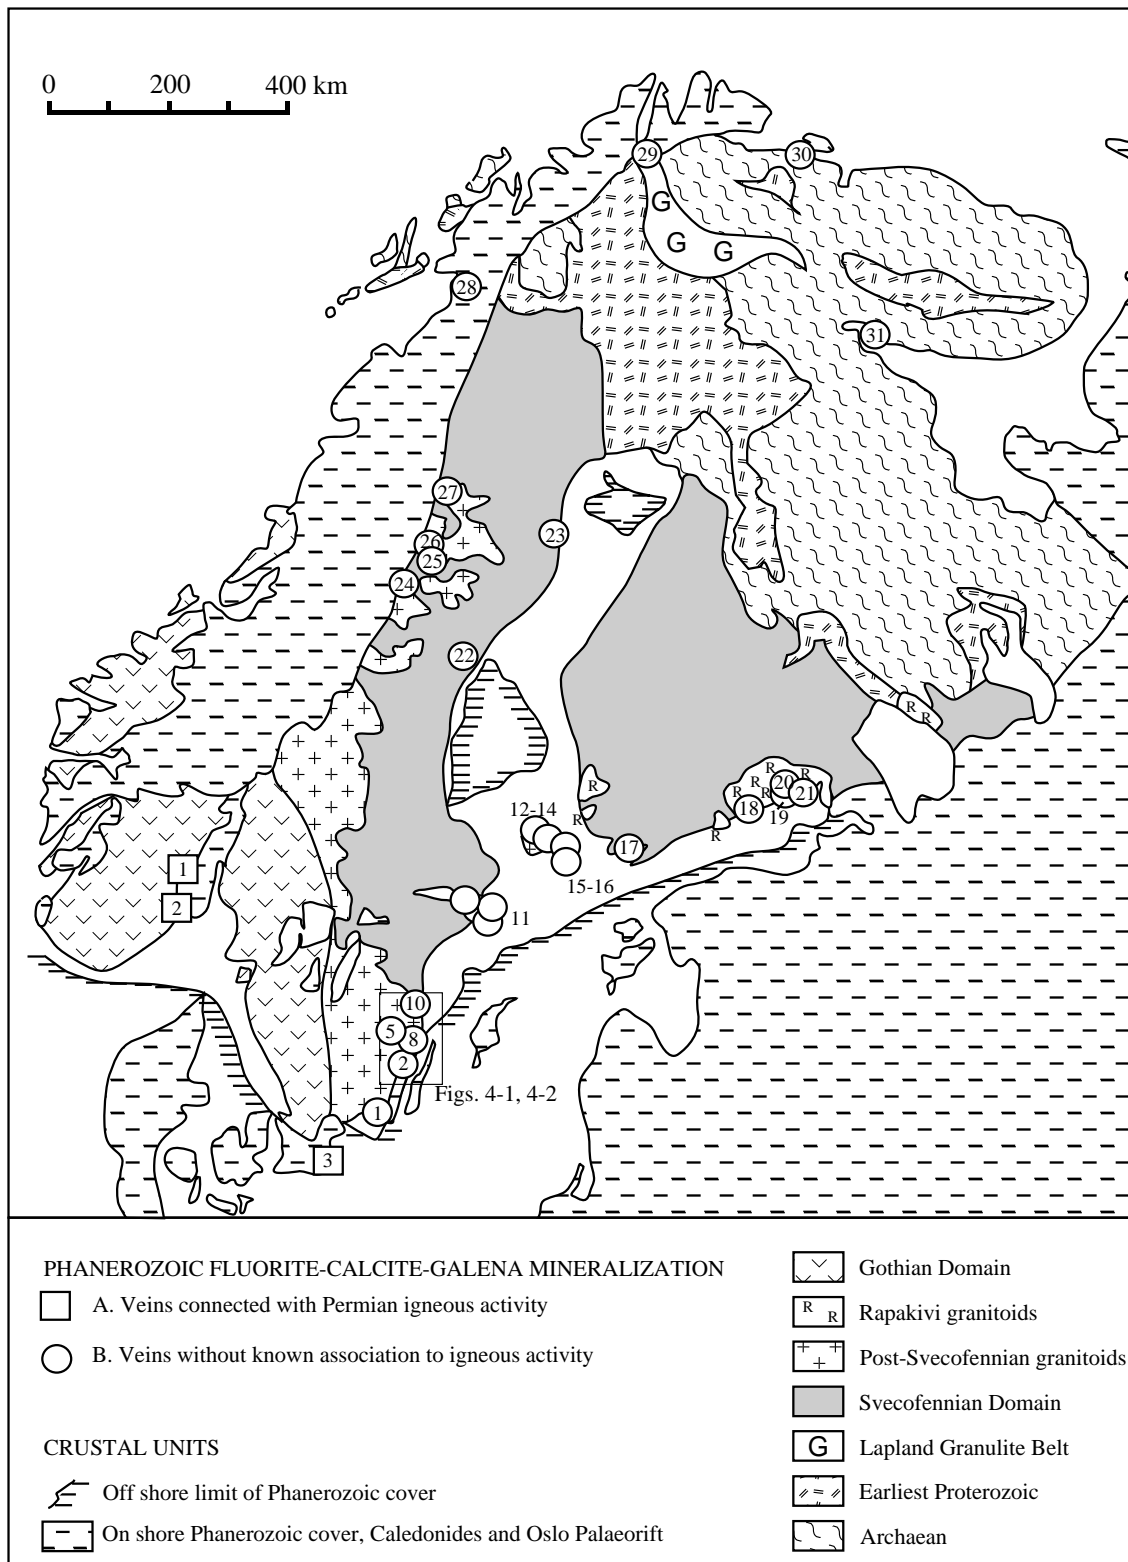 0 200 400 km
29
30
G
G G
28
31
27
23
26
25
24
22
R
R
R
R
R
R
20
R
R
21
18
19
12-14
R
R
17
1
15-16
2
11
10
5
8
2
Figs. 4-1, 4-2
1
3
PHANEROZOIC FLUORITE-CALCITE-GALENA MINERALIZATION
A. Veins connected with Permian igneous activity
B. Veins without known association to igneous activity
CRUSTAL UNITS
Off shore limit of Phanerozoic cover
On shore Phanerozoic cover, Caledonides and Oslo Palaeorift
Gothian Domain
R R Rapakivi granitoids
Post-Svecofennian granitoids
Svecofennian Domain
G Lapland Granulite Belt
Earliest Proterozoic
Archaean